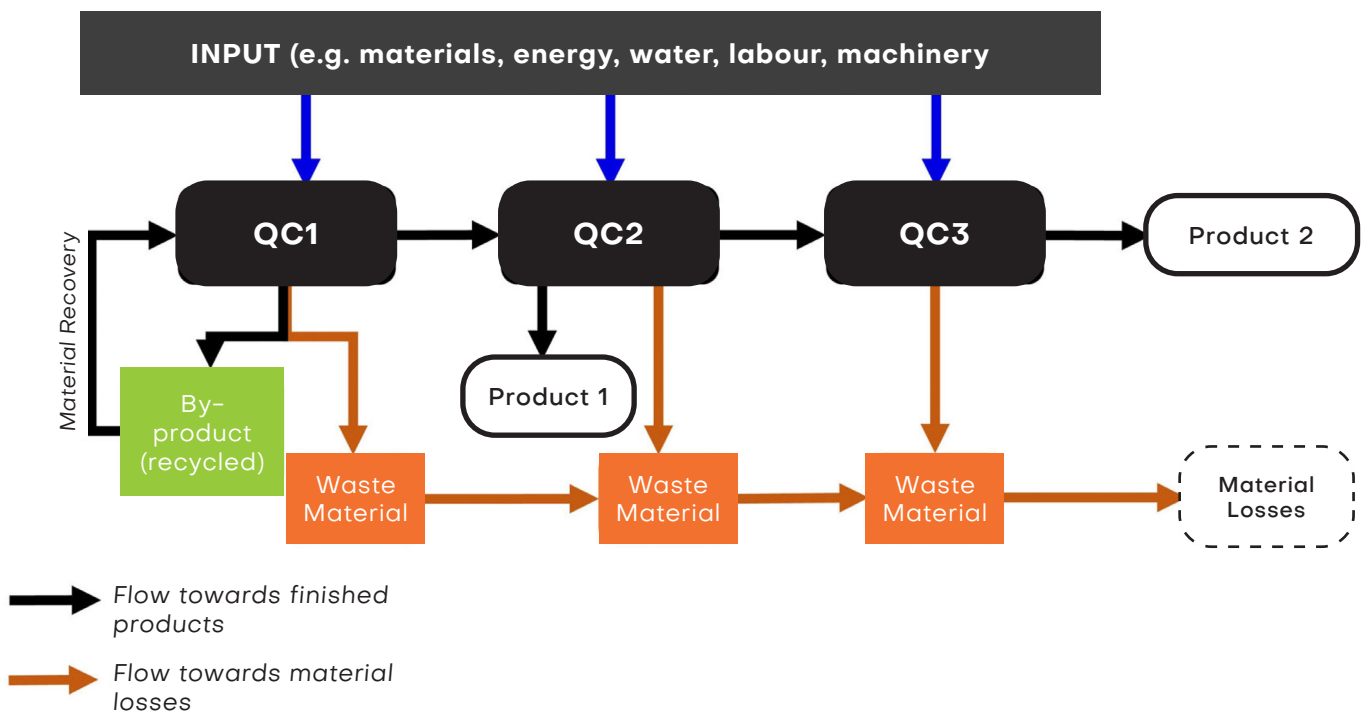 INPUT (e.g. materials, energy, water, labour, machinery
QC1
QC2
QC3
Product 2
Material Recovery
By-
product
(recycled)
Product 1
Waste
Material
Waste
Material
Waste
Material
Material
Losses
Flow towards finished
products
Flow towards material
losses